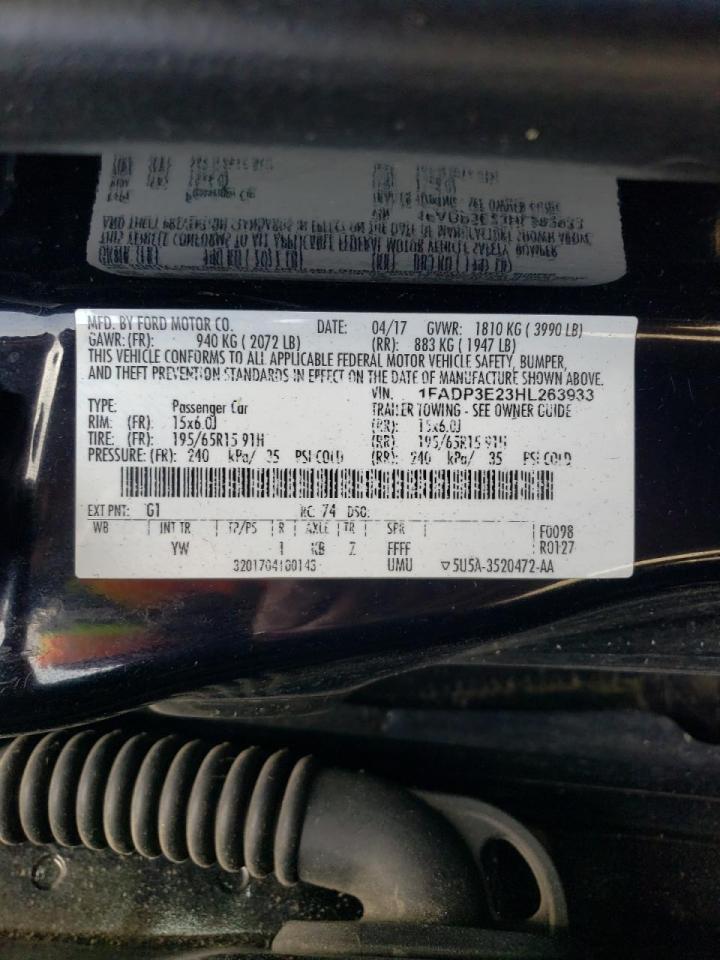 MFD. BY FORD MOTOR CO. DATE: 04/17 GVWR: 1810 KG ( 3990 LB)
GAWR: (FR): 940 KG ( 2072 LB) (RR): 883 KG ( 1947 LB)
THIS VEHICLE CONFORMS TO ALL APPLICABLE FEDERAL MOTOR VEHICLE SAFETY, BUMPER,
AND THEFT PREVENTION STANDARDS IN EFFECT ON THE DATE OF MANUFACTURE SHOWN ABOVE.
VIN: 1FADP3E23HL263933
TYPE: Passenger Car TRAILER TOWING - SEE OWNER GUIDE
RIM: (FR): 15x6.0J (RR): 15x6.0J
TIRE: (FR): 195/65R15 91H (RR): 195/65R15 91H
PRESSURE: (FR): 240 kPa/ 35 PSI COLD (RR): 240 kPa/ 35 PSI COLD
EXT PNT: G1 RC: 74 DSO:
WB INT TR TP/PS R AXLE TR SPR F0098
YW 1 KB Z FFFF R0127
UMU ▽5U5A-3520472-AA